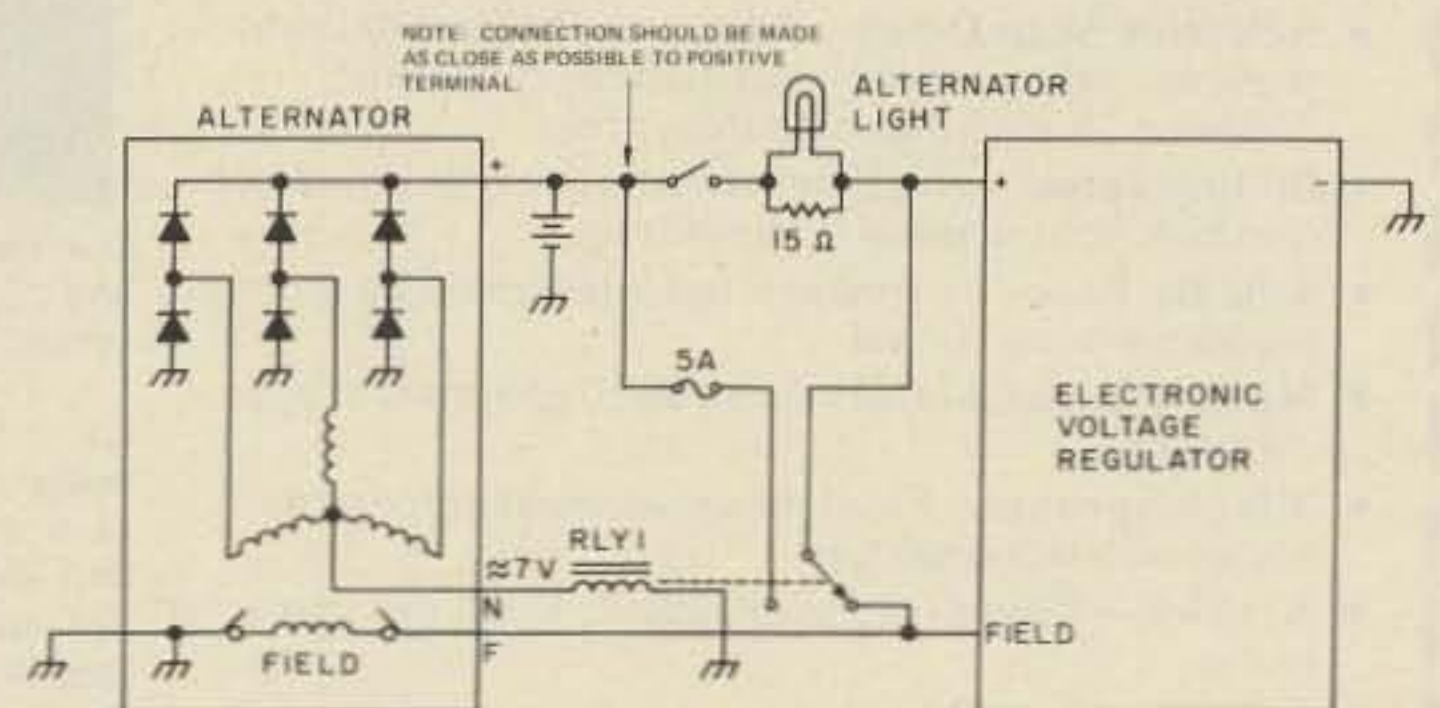 NOTE: CONNECTION SHOULD BE MADE
AS CLOSE AS POSSIBLE TO POSITIVE
TERMINAL.
ALTERNATOR
ALTERNATOR
LIGHT
+
+
-
15 Ω
5A
ELECTRONIC
VOLTAGE
REGULATOR
RLY1
≈7V
N
F
FIELD
FIELD